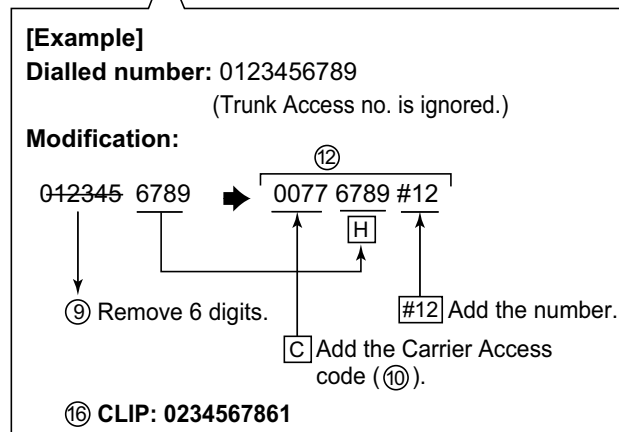 [Example]
Dialled number: 0123456789
(Trunk Access no. is ignored.)
Modification:
⑫
012345 6789 ➡ 0077 6789 #12
H
⑨ Remove 6 digits.
#12 Add the number.
C Add the Carrier Access
code (⑩).
⑯ CLIP: 0234567861